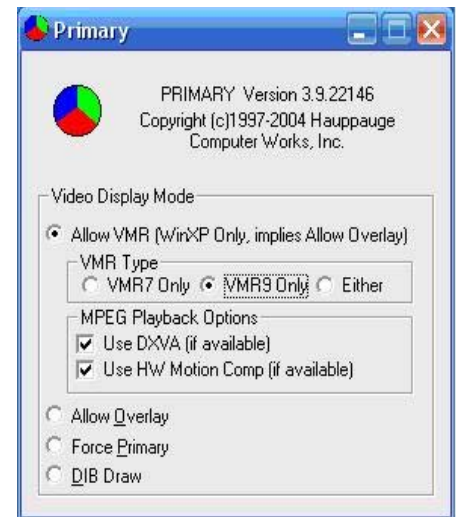 Primary
PRIMARY Version 3.9.22146
Copyright (c)1997-2004 Hauppauge
Computer Works, Inc.
Video Display Mode
Allow VMR (WinXP Only, implies Allow Overlay)
VMR Type
VMR7 Only VMR9 Only Either
MPEG Playback Options
Use DXVA (if available)
Use HW Motion Comp (if available)
Allow Overlay
Force Primary
DIB Draw